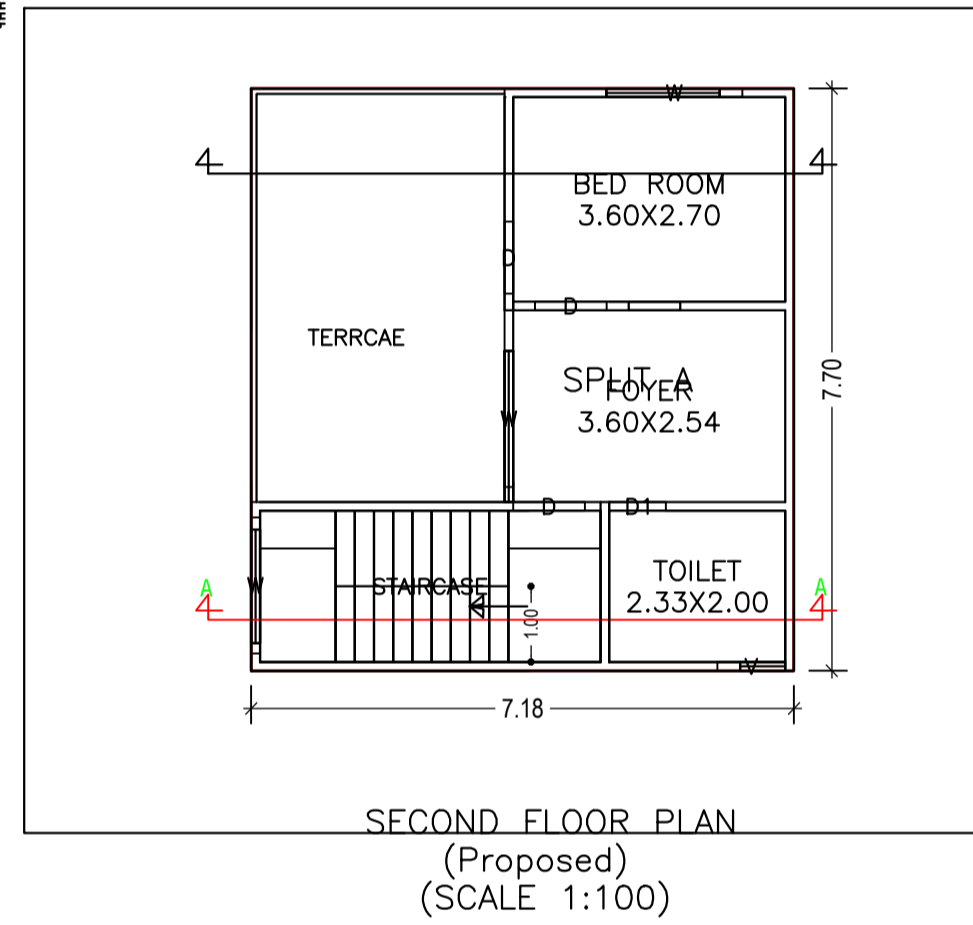 W
4
4
BED ROOM
3.60X2.70
D
D
TERRCAE
7.70
SPLIT A
FOYER
3.60X2.54
W
D
D1
W
STAIRCASE
TOILET
2.33X2.00
A
A
1.00
V
7.18
SECOND FLOOR PLAN
(Proposed)
(SCALE 1:100)